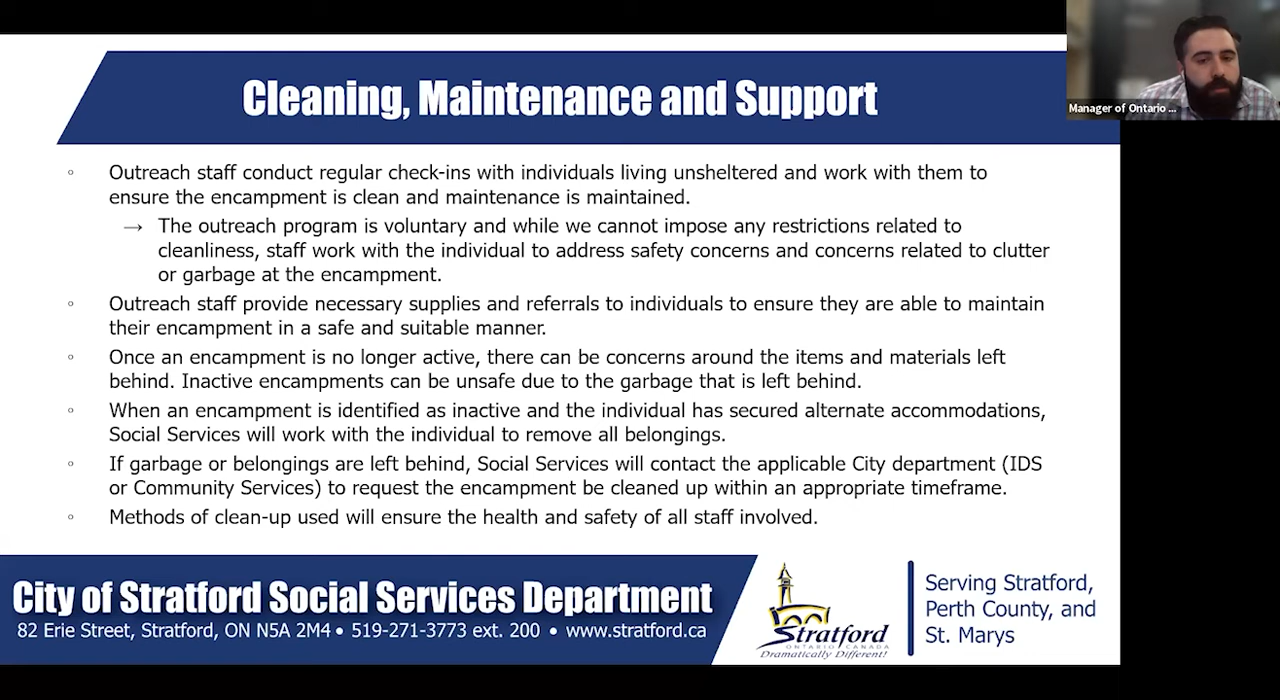 Cleaning, Maintenance and Support
Manager of Ontario ...
◦ Outreach staff conduct regular check-ins with individuals living unsheltered and work with them to
ensure the encampment is clean and maintenance is maintained.
→ The outreach program is voluntary and while we cannot impose any restrictions related to
cleanliness, staff work with the individual to address safety concerns and concerns related to clutter
or garbage at the encampment.
◦ Outreach staff provide necessary supplies and referrals to individuals to ensure they are able to maintain
their encampment in a safe and suitable manner.
◦ Once an encampment is no longer active, there can be concerns around the items and materials left
behind. Inactive encampments can be unsafe due to the garbage that is left behind.
◦ When an encampment is identified as inactive and the individual has secured alternate accommodations,
Social Services will work with the individual to remove all belongings.
◦ If garbage or belongings are left behind, Social Services will contact the applicable City department (IDS
or Community Services) to request the encampment be cleaned up within an appropriate timeframe.
◦ Methods of clean-up used will ensure the health and safety of all staff involved.
City of Stratford Social Services Department
82 Erie Street, Stratford, ON N5A 2M4 • 519-271-3773 ext. 200 • www.stratford.ca
Stratford
ONTARIO CANADA
Dramatically Different!
Serving Stratford,
Perth County, and
St. Marys